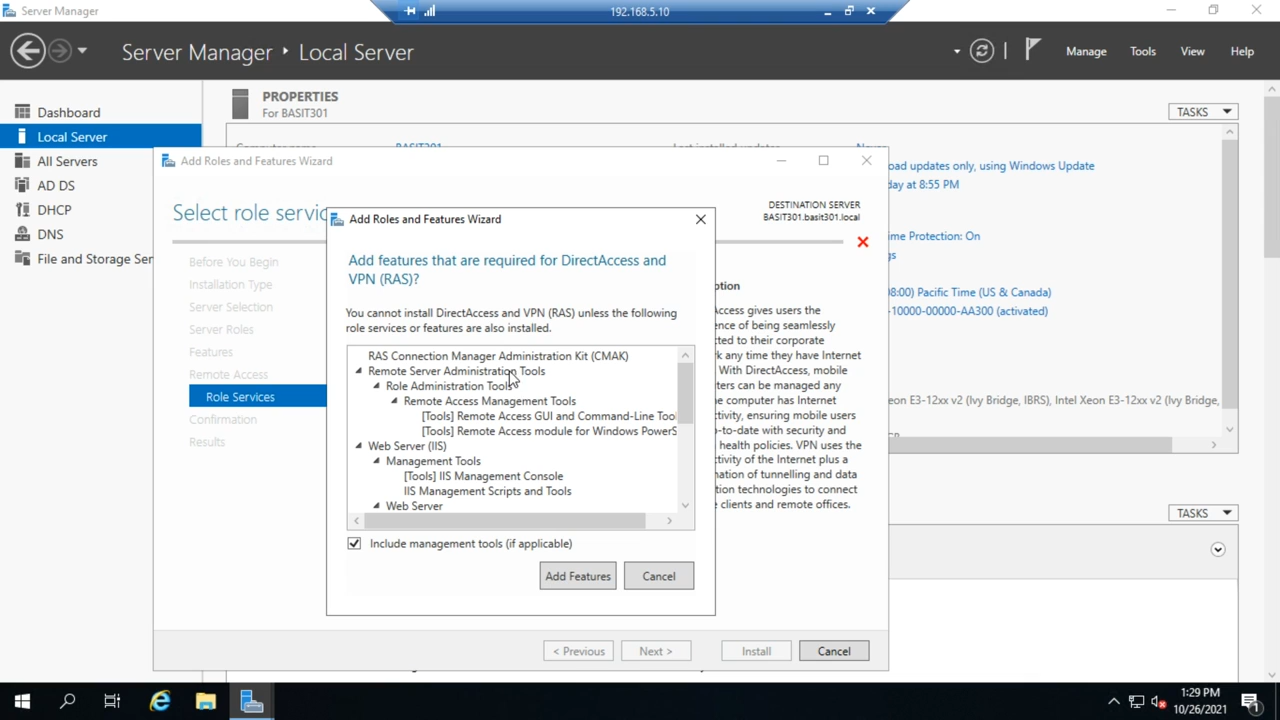 Server Manager
192.168.5.10
Server Manager ‣ Local Server
Manage Tools View Help
Dashboard
Local Server
All Servers
AD DS
DHCP
DNS
File and Storage Ser
PROPERTIES
For BASIT301
TASKS
BASIT301
Never
oad updates only, using Windows Update
day at 8:55 PM
ime Protection: On
gs
08:00) Pacific Time (US & Canada)
-10000-00000-AA300 (activated)
eon E3-12xx v2 (Ivy Bridge, IBRS), Intel Xeon E3-12xx v2 (Ivy Bridge,
TASKS
Add Roles and Features Wizard
Select role servic
DESTINATION SERVER
BASIT301.basit301.local
Before You Begin
Installation Type
Server Selection
Server Roles
Features
Remote Access
Role Services
Confirmation
Results
ption
Access gives users the
ence of being seamlessly
cted to their corporate
rk any time they have Internet
With DirectAccess, mobile
ters can be managed any
e computer has Internet
ctivity, ensuring mobile users
p-to-date with security and
health policies. VPN uses the
ctivity of the Internet plus a
nation of tunnelling and data
tion technologies to connect
e clients and remote offices.
< Previous Next > Install Cancel
Add Roles and Features Wizard
Add features that are required for DirectAccess and
VPN (RAS)?
You cannot install DirectAccess and VPN (RAS) unless the following
role services or features are also installed.
RAS Connection Manager Administration Kit (CMAK)
Remote Server Administration Tools
Role Administration Tools
Remote Access Management Tools
[Tools] Remote Access GUI and Command-Line Too
[Tools] Remote Access module for Windows PowerS
Web Server (IIS)
Management Tools
[Tools] IIS Management Console
IIS Management Scripts and Tools
Web Server
Include management tools (if applicable)
Add Features Cancel
1:29 PM
10/26/2021
1